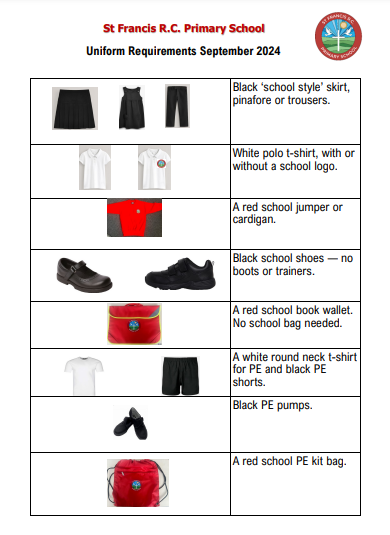 St Francis R.C. Primary School
Uniform Requirements September 2024
ST FRANCIS R.C.
PRIMARY SCHOOL
Black ‘school style’ skirt,
pinafore or trousers.
White polo t-shirt, with or
without a school logo.
A red school jumper or
cardigan.
Black school shoes — no
boots or trainers.
A red school book wallet.
No school bag needed.
A white round neck t-shirt
for PE and black PE
shorts.
Black PE pumps.
A red school PE kit bag.